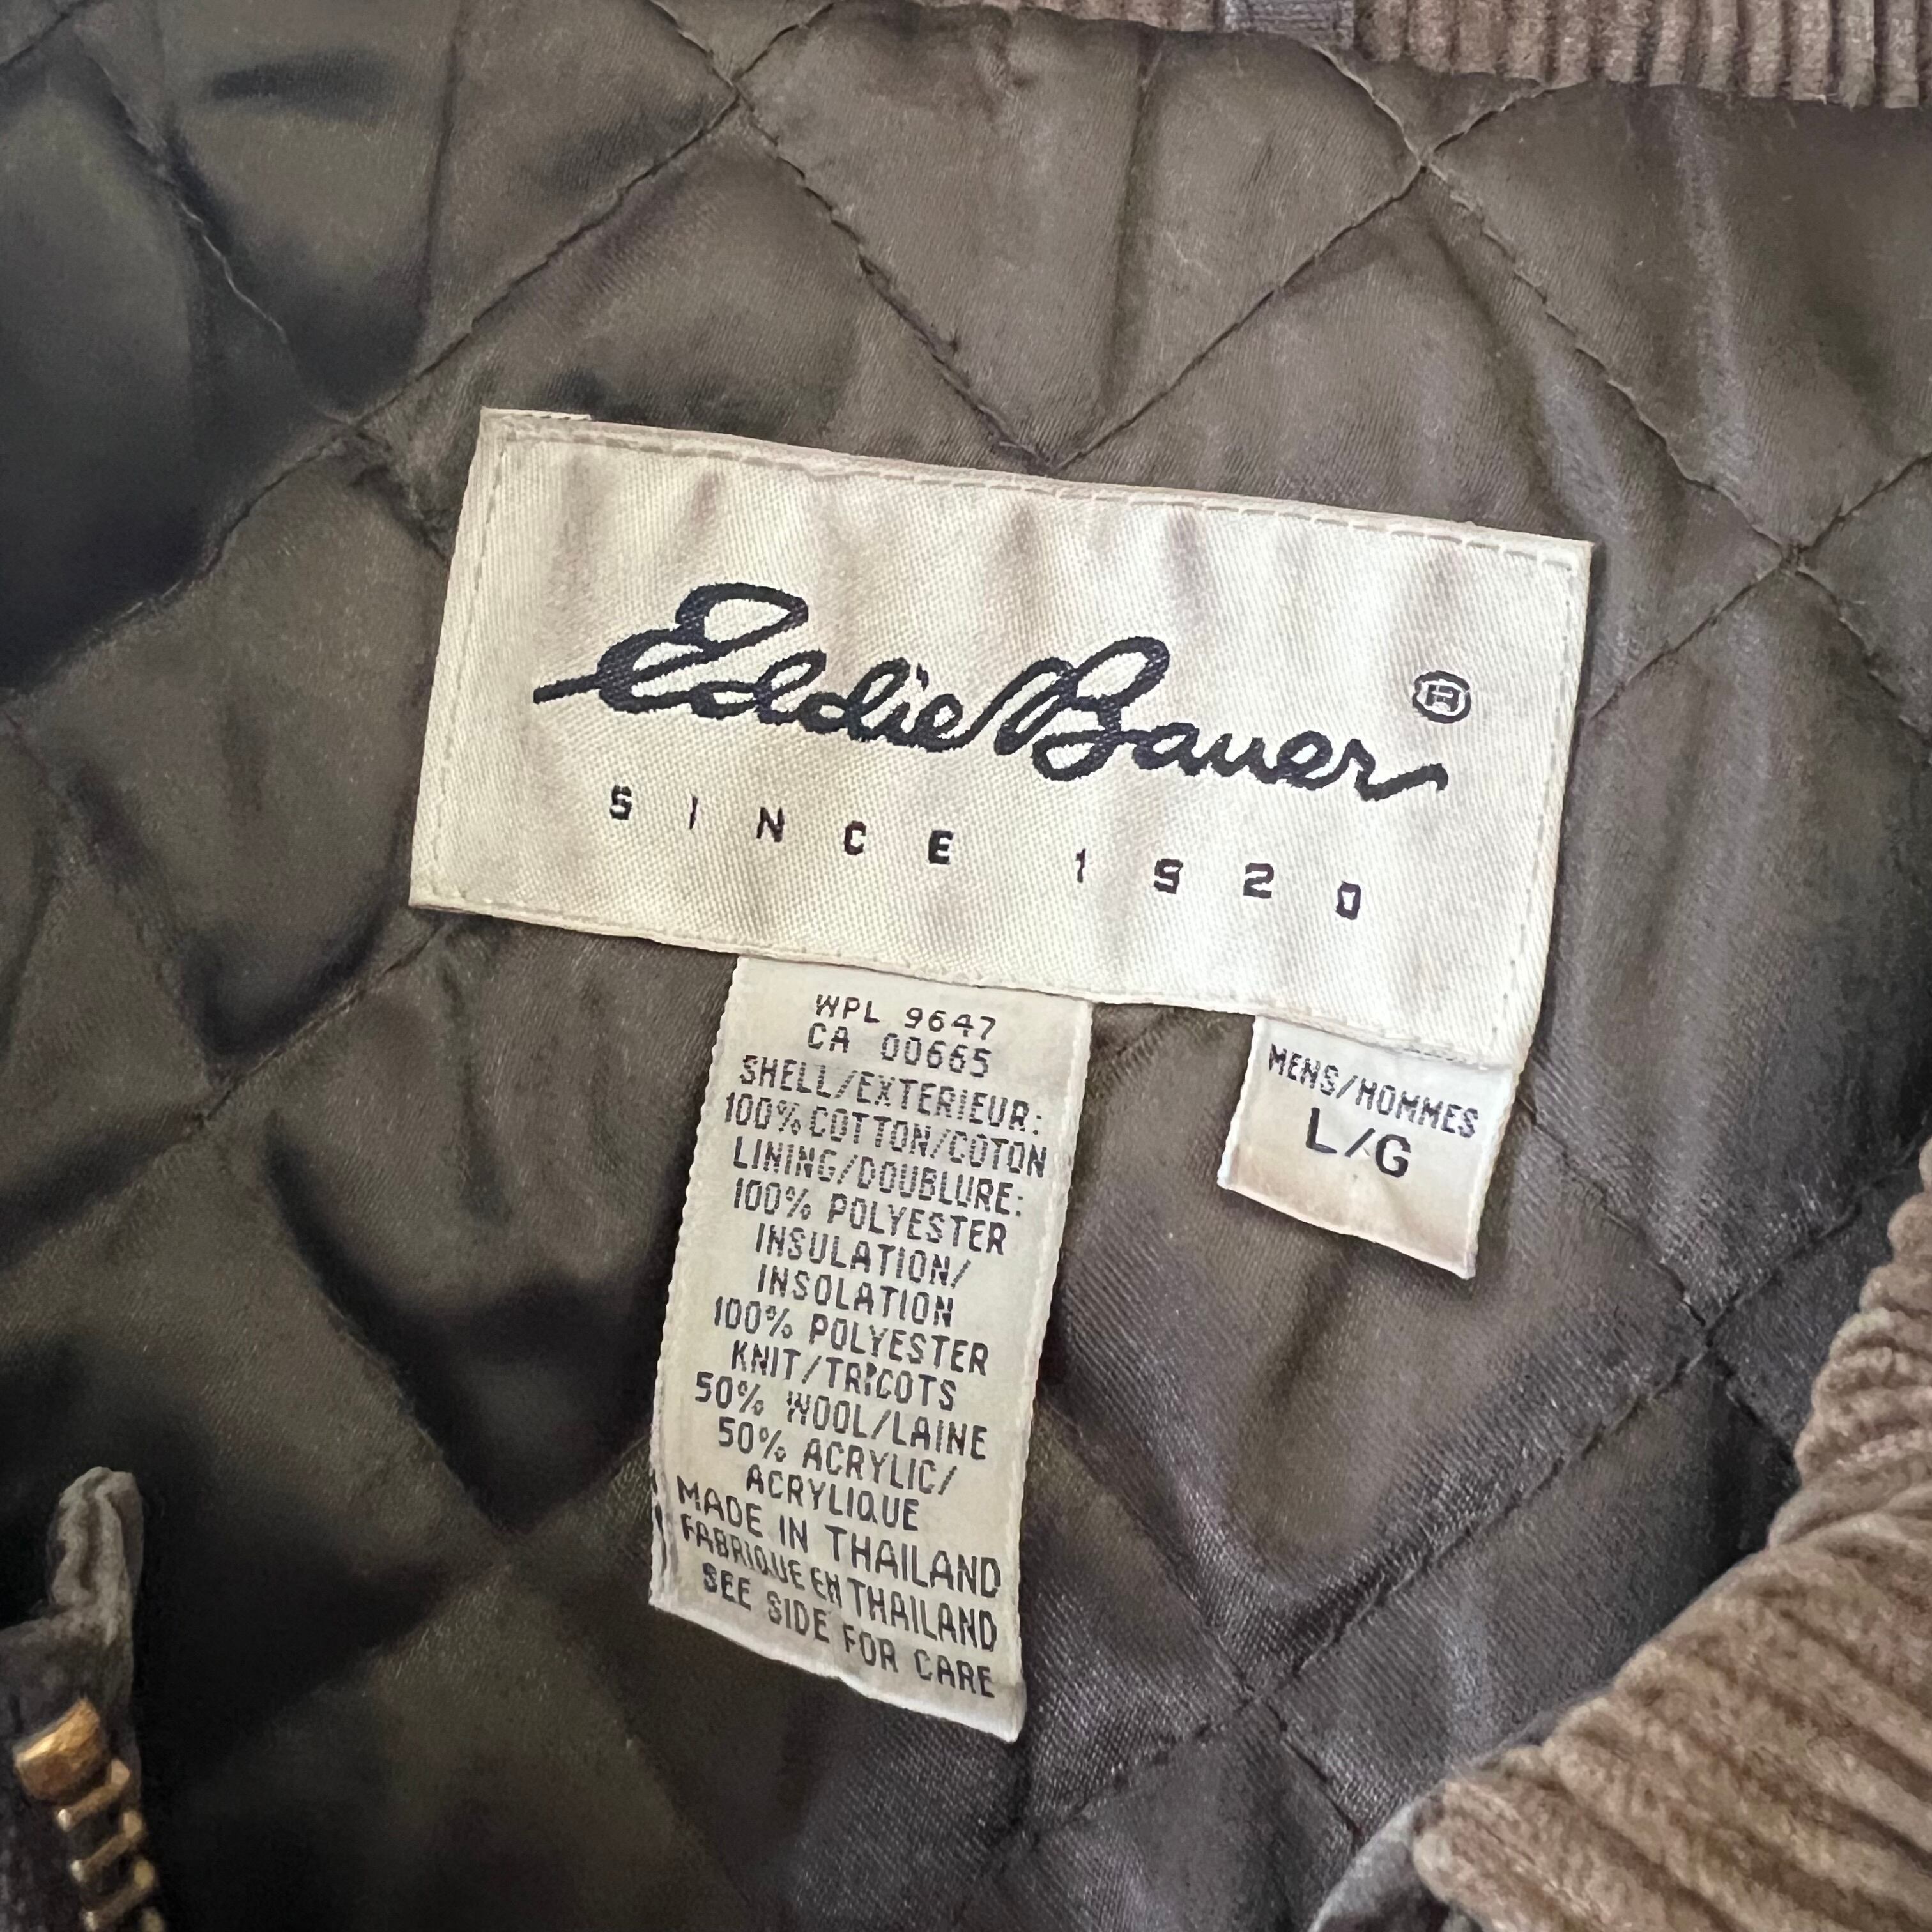 Eddie Bauer ®
SINCE 1920
WPL 9647
CA 00665
SHELL/EXTERIEUR:
100% COTTON/COTON
LINING/DOUBLURE:
100% POLYESTER
INSULATION/
INSOLATION
100% POLYESTER
KNIT/TRICOTS
50% WOOL/LAINE
50% ACRYLIC/
ACRYLIQUE
MADE IN THAILAND
FABRIQUE EN THAILAND
SEE SIDE FOR CARE
MENS/HOMMES
L/G